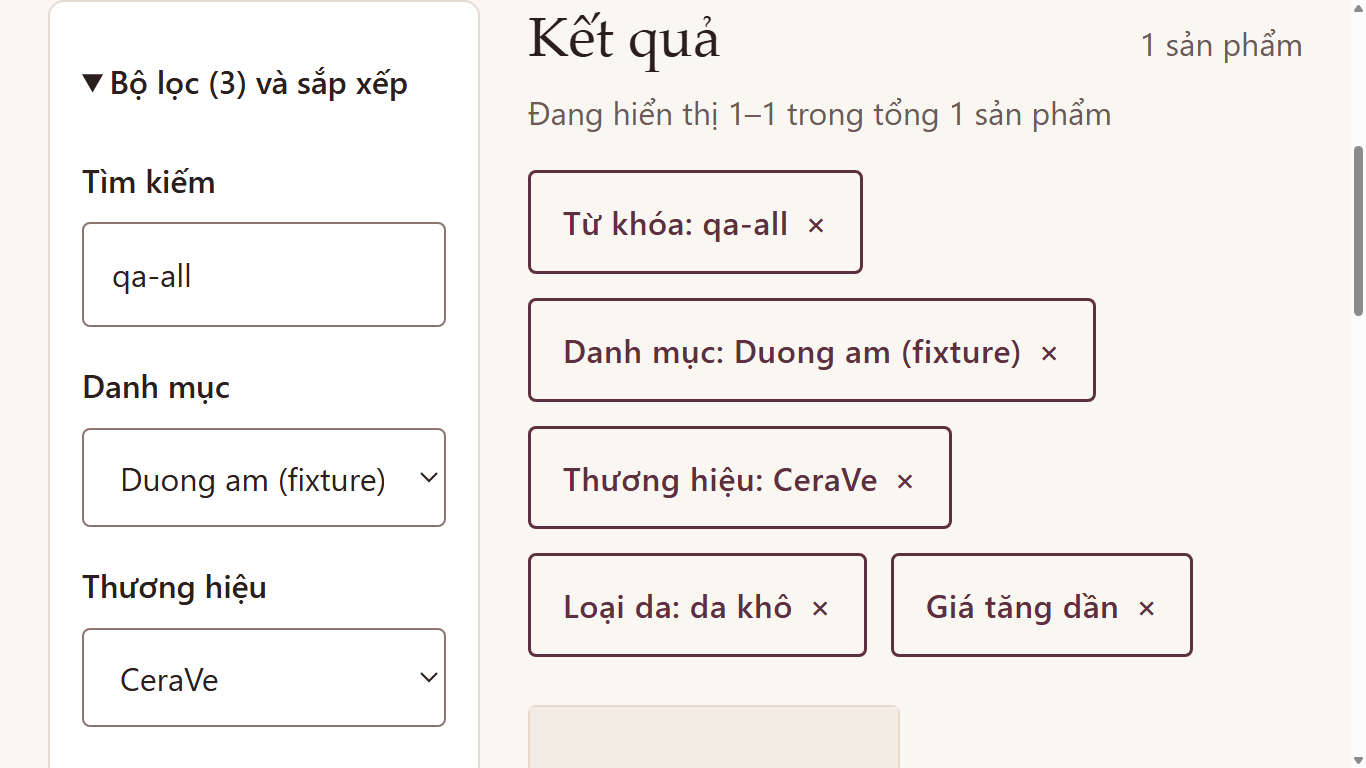 ▼ Bộ lọc (3) và sắp xếp
Tìm kiếm
qa-all
Danh mục
Duong am (fixture)
Thương hiệu
CeraVe
Kết quả
1 sản phẩm
Đang hiển thị 1–1 trong tổng 1 sản phẩm
Từ khóa: qa-all ×
Danh mục: Duong am (fixture) ×
Thương hiệu: CeraVe ×
Loại da: da khô ×
Giá tăng dần ×